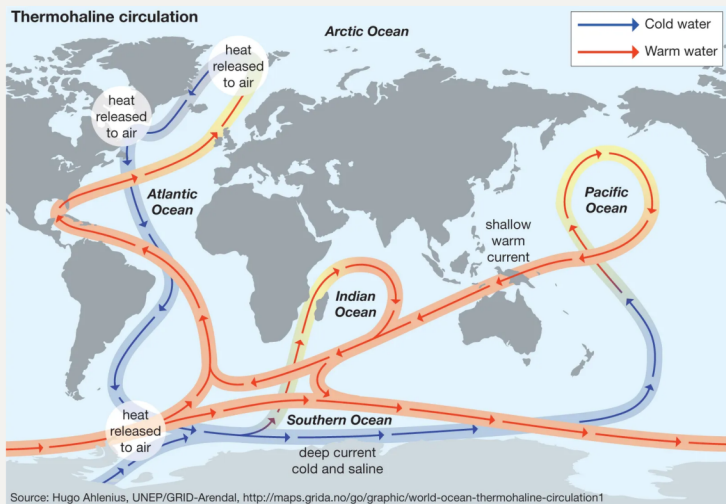 Thermohaline circulation
Arctic Ocean
Cold water
Warm water
heat
released
to air
heat
released
to air
Atlantic
Ocean
Pacific
Ocean
shallow
warm
current
Indian
Ocean
heat
released
to air
Southern Ocean
deep current
cold and saline
Source: Hugo Ahlenius, UNEP/GRID-Arendal, http://maps.grida.no/go/graphic/world-ocean-thermohaline-circulation1